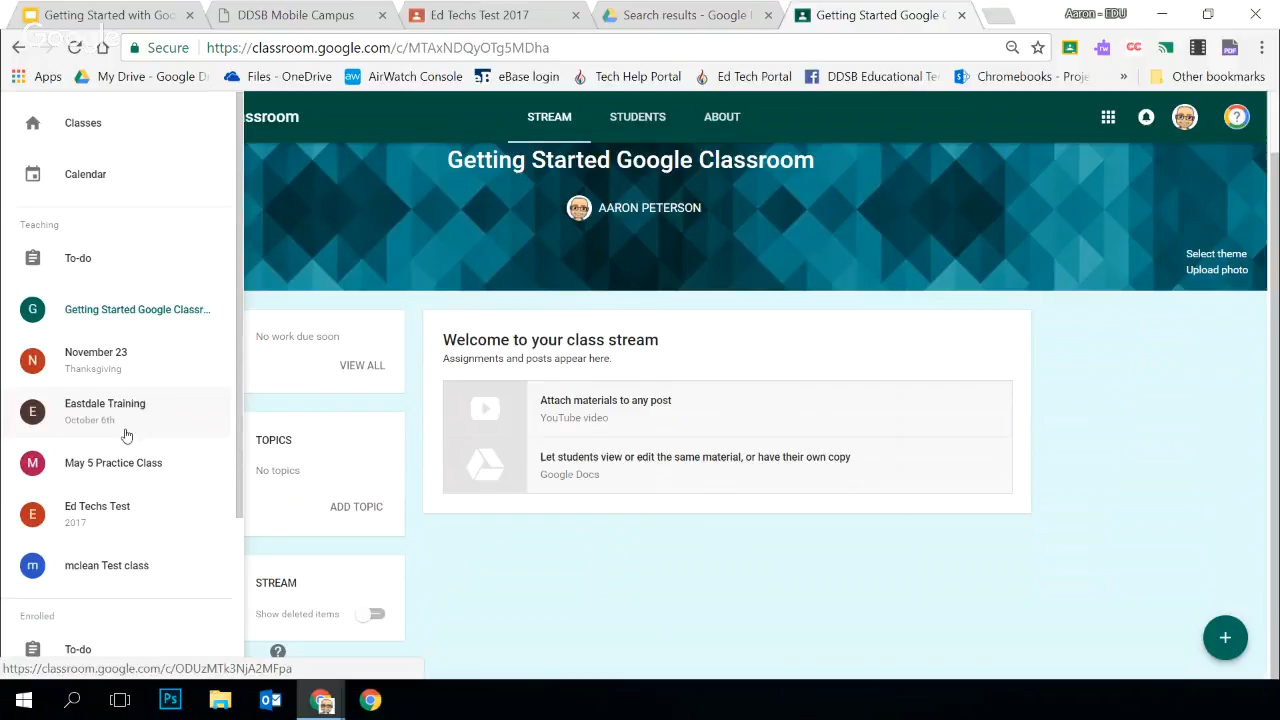 Getting Started with Goo
DDSB Mobile Campus
Ed Techs Test 2017
Search results - Google
Getting Started Google C
Aaron - EDU
Secure
https://classroom.google.com/c/MTAxNDQyOTg5MDha
Apps
My Drive - Google Dr
Files - OneDrive
aw AirWatch Console
eBase login
Tech Help Portal
Ed Tech Portal
DDSB Educational Te
Chromebooks - Proje
»
Other bookmarks
Classes
Calendar
Teaching
To-do
G Getting Started Google Classr...
N November 23
Thanksgiving
E Eastdale Training
October 6th
M May 5 Practice Class
E Ed Techs Test
2017
m mclean Test class
Enrolled
To-do
https://classroom.google.com/c/ODUzMTk3NjA2MFpa
assroom
STREAM
STUDENTS
ABOUT
Getting Started Google Classroom
AARON PETERSON
Select theme
Upload photo
No work due soon
VIEW ALL
TOPICS
No topics
ADD TOPIC
STREAM
Show deleted items
Welcome to your class stream
Assignments and posts appear here.
Attach materials to any post
YouTube video
Let students view or edit the same material, or have their own copy
Google Docs